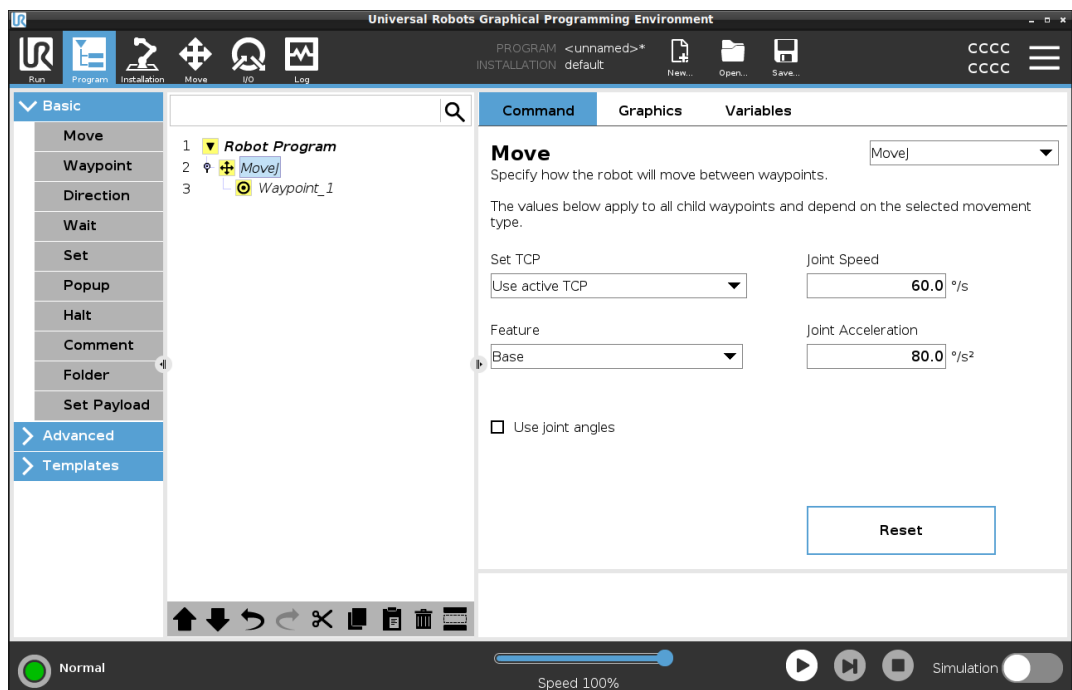 Universal Robots Graphical Programming Environment
UR
Run
Program
Installation
Move
I/O
Log
PROGRAM <unnamed>*
INSTALLATION default
New...
Open...
Save...
CCCC
CCCC
Basic
Move
Waypoint
Direction
Wait
Set
Popup
Halt
Comment
Folder
Set Payload
Advanced
Templates
1 Robot Program
2 MoveJ
3 Waypoint_1
Command Graphics Variables
Move
MoveJ
Specify how the robot will move between waypoints.
The values below apply to all child waypoints and depend on the selected movement
type.
Set TCP
Use active TCP
Joint Speed
60.0 °/s
Feature
Base
Joint Acceleration
80.0 °/s²
Use joint angles
Reset
Normal
Speed 100%
Simulation